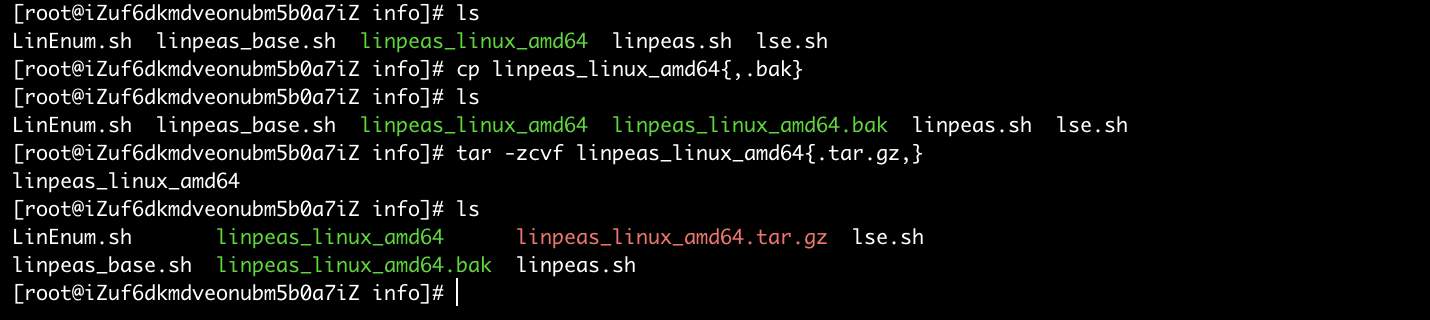 [root@iZuf6dkmdveonubm5b0a7iZ info]# ls
LinEnum.sh  linpeas_base.sh  linpeas_linux_amd64  linpeas.sh  lse.sh
[root@iZuf6dkmdveonubm5b0a7iZ info]# cp linpeas_linux_amd64{,.bak}
[root@iZuf6dkmdveonubm5b0a7iZ info]# ls
LinEnum.sh  linpeas_base.sh  linpeas_linux_amd64  linpeas_linux_amd64.bak  linpeas.sh  lse.sh
[root@iZuf6dkmdveonubm5b0a7iZ info]# tar -zcvf linpeas_linux_amd64{.tar.gz,}
linpeas_linux_amd64
[root@iZuf6dkmdveonubm5b0a7iZ info]# ls
LinEnum.sh       linpeas_linux_amd64      linpeas_linux_amd64.tar.gz  lse.sh
linpeas_base.sh  linpeas_linux_amd64.bak  linpeas.sh
[root@iZuf6dkmdveonubm5b0a7iZ info]#